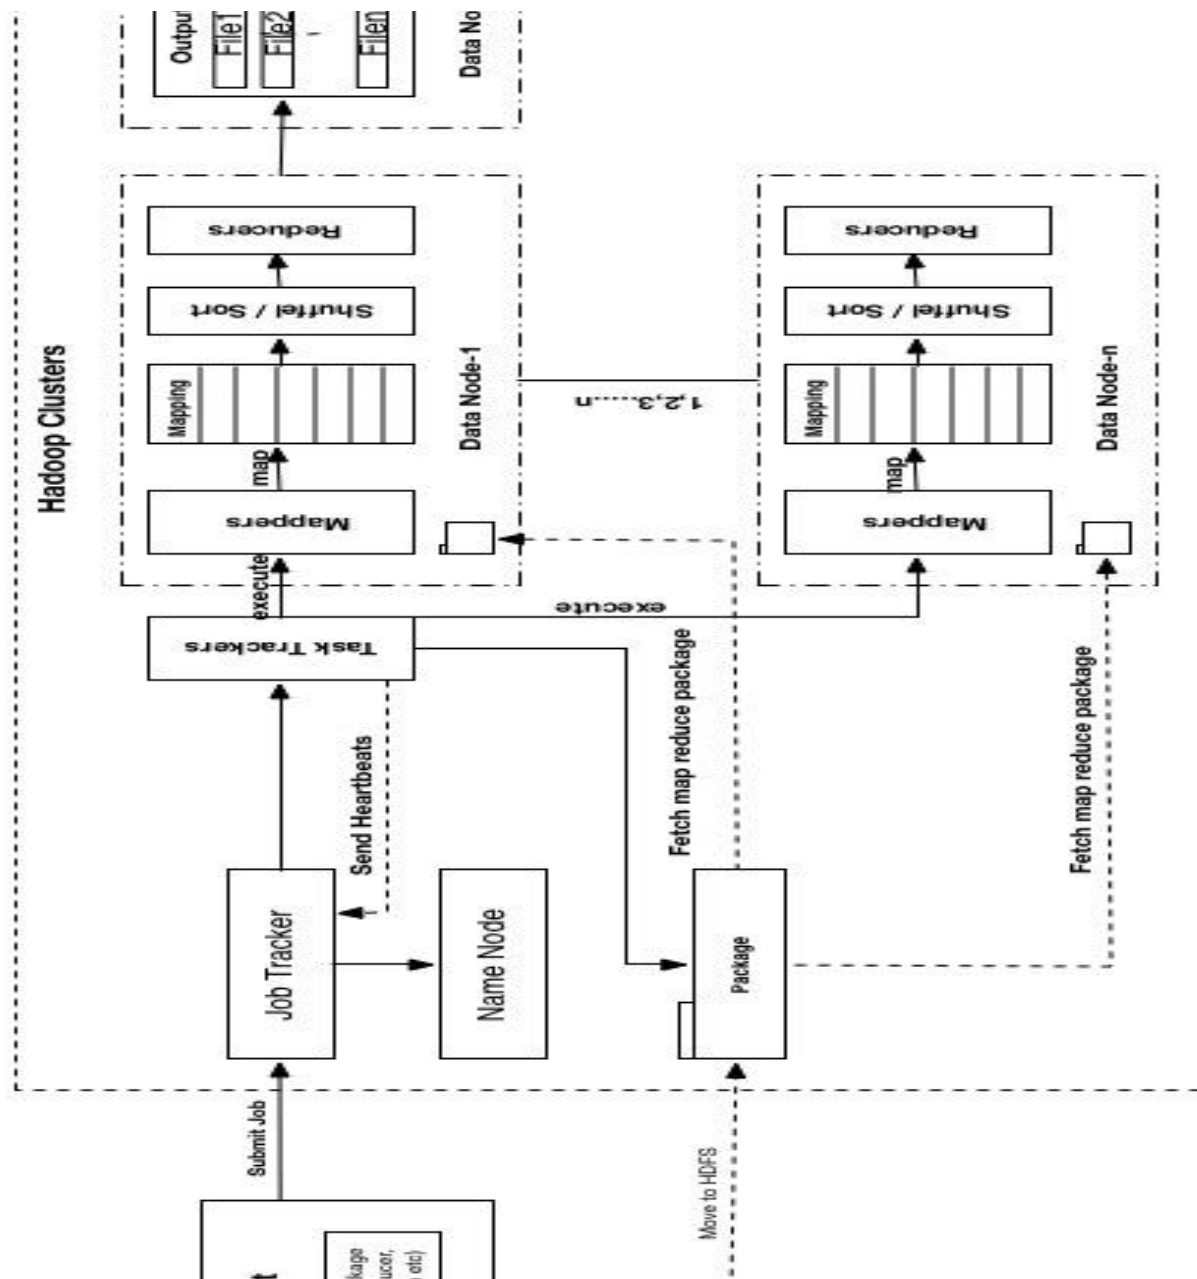 Hadoop Clusters
Submit Job
Job Tracker
Name Node
Send Heartbeats
Task Trackers
execute
execute
Move to HDFS
Package
Fetch map reduce package
Fetch map reduce package
Mappers
map
Mapping
Shuffel / Sort
Reducers
Data Node-1
1,2,3......n
Mappers
map
Mapping
Shuffel / Sort
Reducers
Data Node-n
File1
File2
Filen
Data
etc)